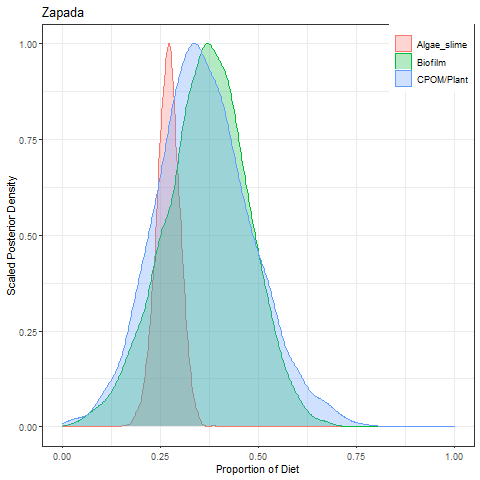 Zapada
Algae_slime
Biofilm
CPOM/Plant
Scaled Posterior Density
1.00
0.75
0.50
0.25
0.00
0.00 0.25 0.50 0.75 1.00
Proportion of Diet